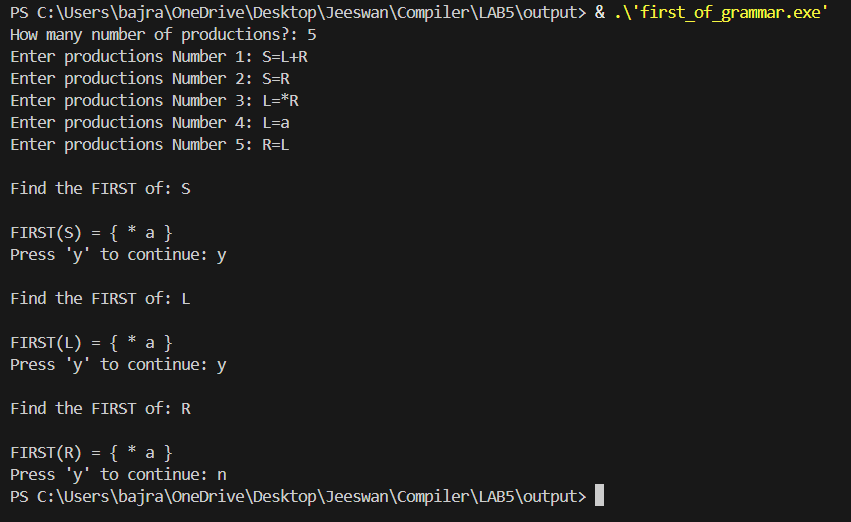 PS C:\Users\bajra\OneDrive\Desktop\Jeeswan\Compiler\LAB5\output> & .\'first_of_grammar.exe'
How many number of productions?: 5
Enter productions Number 1: S=L+R
Enter productions Number 2: S=R
Enter productions Number 3: L=*R
Enter productions Number 4: L=a
Enter productions Number 5: R=L
Find the FIRST of: S
FIRST(S) = { * a }
Press 'y' to continue: y
Find the FIRST of: L
FIRST(L) = { * a }
Press 'y' to continue: y
Find the FIRST of: R
FIRST(R) = { * a }
Press 'y' to continue: n
PS C:\Users\bajra\OneDrive\Desktop\Jeeswan\Compiler\LAB5\output>